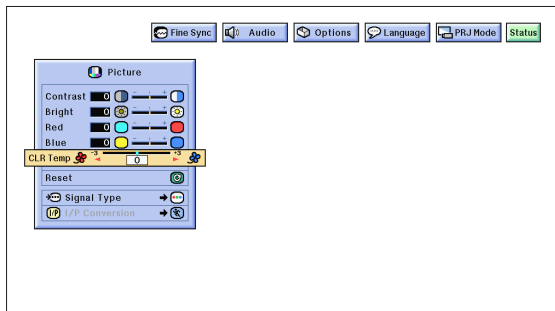 Fine Sync Audio Options Language PRJ Mode Status
Picture
Contrast 0 - +
Bright 0 - +
Red 0 - +
Blue 0 - +
CLR Temp -3 0 +3
Reset
Signal Type
I/P I/P Conversion